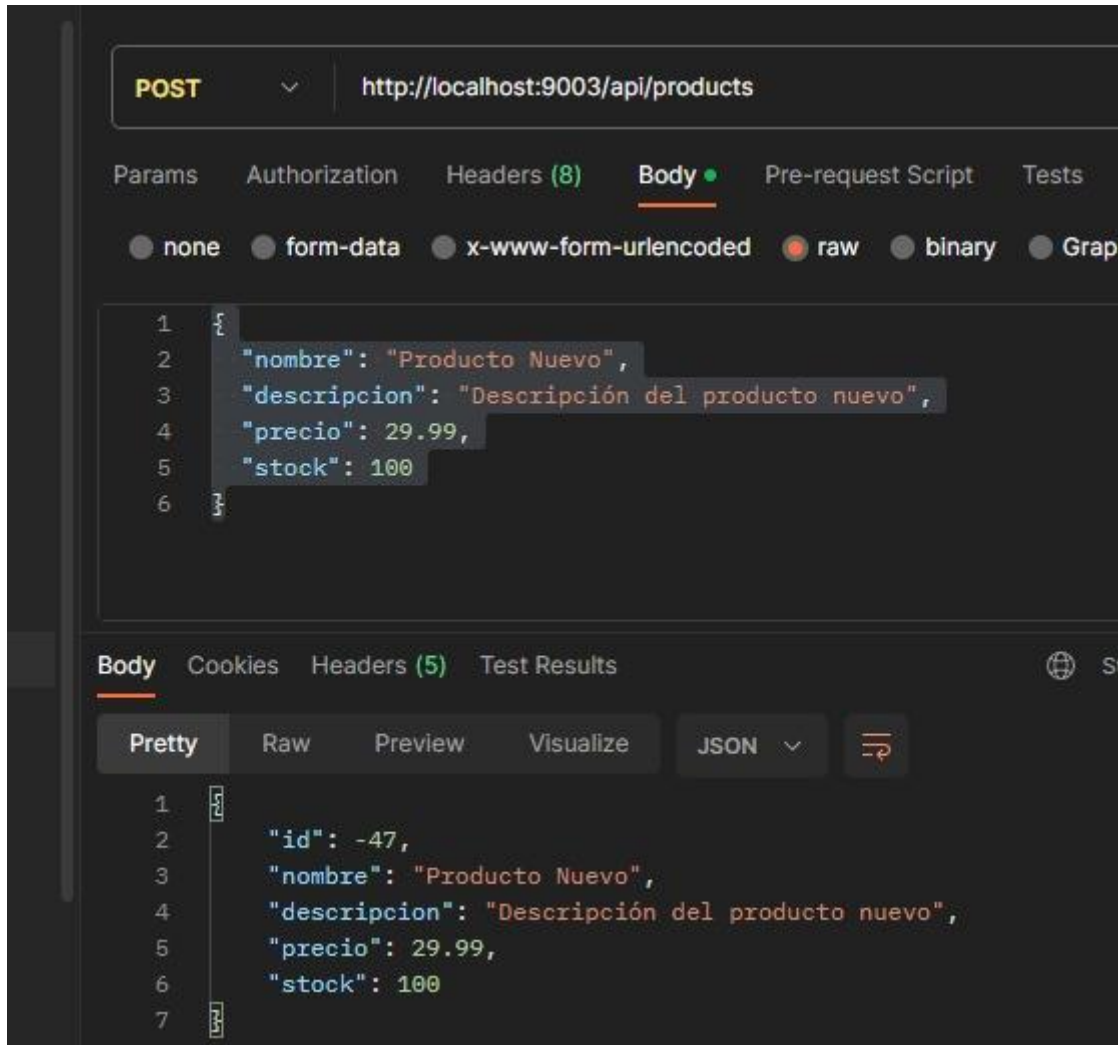 POST http://localhost:9003/api/products
Params Authorization Headers (8) Body Pre-request Script Tests
none form-data x-www-form-urlencoded raw binary Grap
1 {
2 "nombre": "Producto Nuevo",
3 "descripcion": "Descripción del producto nuevo",
4 "precio": 29.99,
5 "stock": 100
6 }
Body Cookies Headers (5) Test Results S
Pretty Raw Preview Visualize JSON
1 {
2 "id": -47,
3 "nombre": "Producto Nuevo",
4 "descripcion": "Descripción del producto nuevo",
5 "precio": 29.99,
6 "stock": 100
7 }